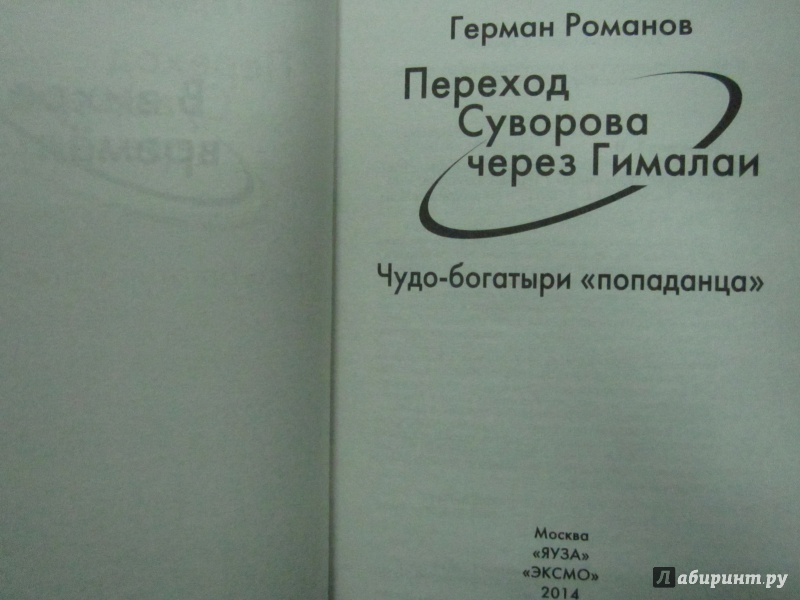 Герман Романов
Переход
Суворова
через Гималаи
Чудо-богатыри «попаданца»
Москва
«ЯУЗА»
«ЭКСМО»
2014
Лабиринт.ру